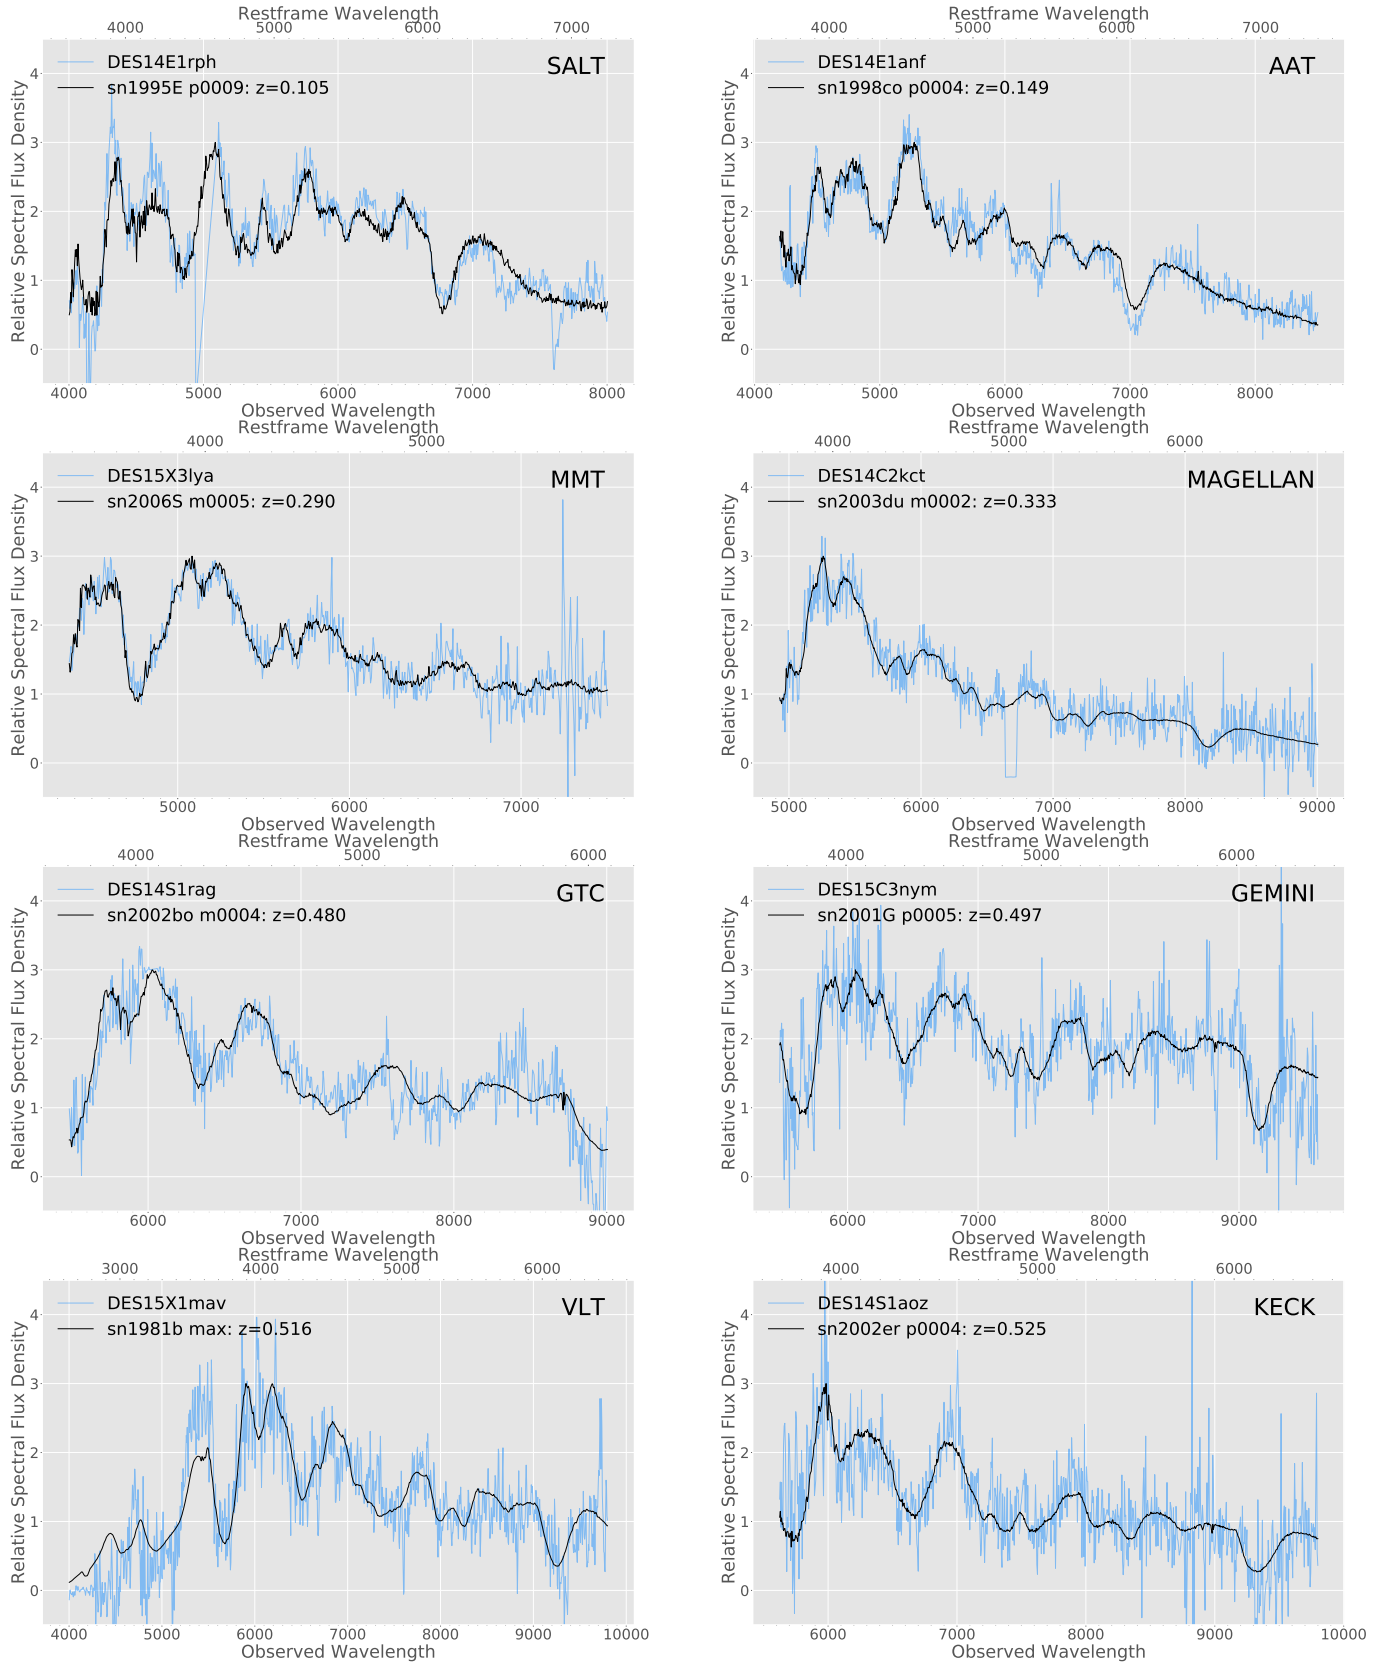 Restframe Wavelength
4000 5000 6000 7000
DES14E1rph
sn1995E p0009: z=0.105
SALT
Relative Spectral Flux Density
4
3
2
1
0
4000 5000 6000 7000 8000
Observed Wavelength
Restframe Wavelength
4000 5000 6000 7000
DES14E1anf
sn1998co p0004: z=0.149
AAT
Relative Spectral Flux Density
4
3
2
1
0
4000 5000 6000 7000 8000
Observed Wavelength
Restframe Wavelength
4000 5000
DES15X3lya
sn2006S m0005: z=0.290
MMT
Relative Spectral Flux Density
4
3
2
1
0
5000 6000 7000
Observed Wavelength
Restframe Wavelength
4000 5000 6000
DES14C2kct
sn2003du m0002: z=0.333
MAGELLAN
Relative Spectral Flux Density
4
3
2
1
0
5000 6000 7000 8000 9000
Observed Wavelength
Restframe Wavelength
4000 5000 6000
DES14S1rag
sn2002bo m0004: z=0.480
GTC
Relative Spectral Flux Density
4
3
2
1
0
6000 7000 8000 9000
Observed Wavelength
Restframe Wavelength
4000 5000 6000
DES15C3nym
sn2001G p0005: z=0.497
GEMINI
Relative Spectral Flux Density
4
3
2
1
0
6000 7000 8000 9000
Observed Wavelength
Restframe Wavelength
3000 4000 5000 6000
DES15X1mav
sn1981b max: z=0.516
VLT
Relative Spectral Flux Density
4
3
2
1
0
4000 5000 6000 7000 8000 9000 10000
Observed Wavelength
Restframe Wavelength
4000 5000 6000
DES14S1aoz
sn2002er p0004: z=0.525
KECK
Relative Spectral Flux Density
4
3
2
1
0
6000 7000 8000 9000 10000
Observed Wavelength